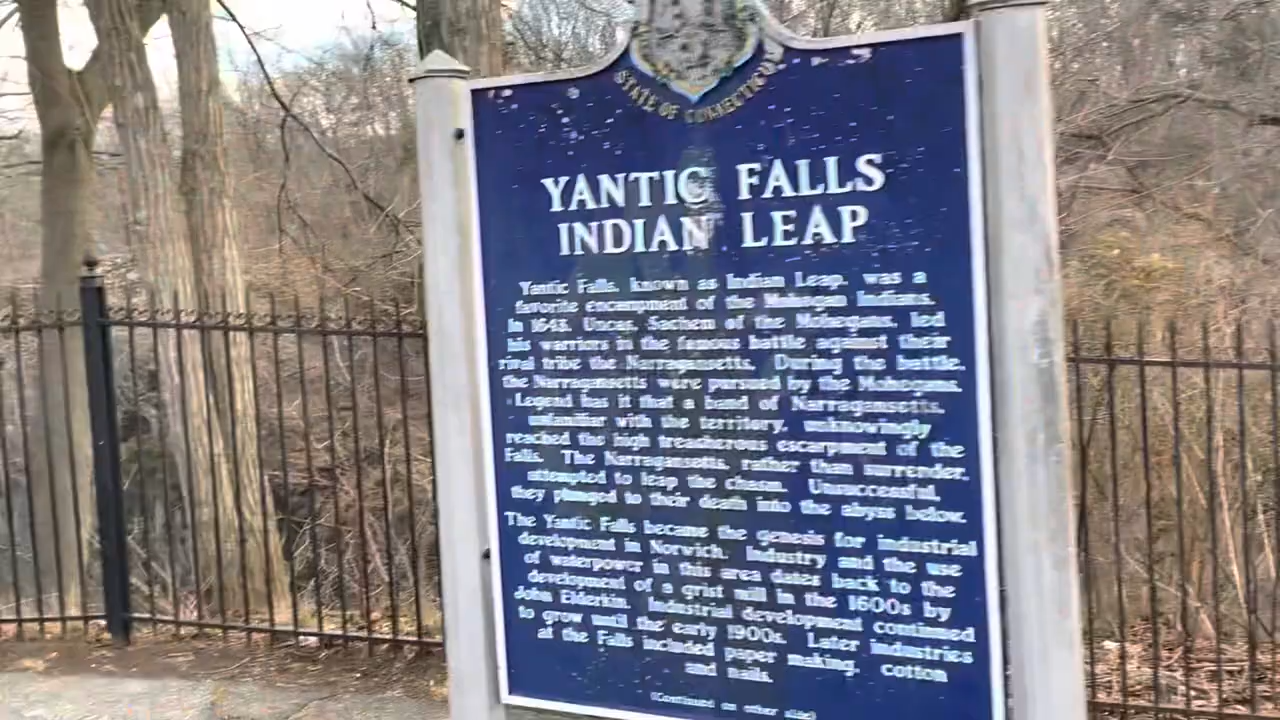 STATE OF CONNECTICUT
YANTIC FALLS
INDIAN LEAP
Yantic Falls, known as Indian Leap, was a
favorite encampment of the Mohegan Indians.
In 1643, Uncas, Sachem of the Mohegans, led
his warriors in the famous battle against their
rival tribe the Narragansetts. During the battle,
the Narragansetts were pursued by the Mohegans.
Legend has it that a band of Narragansetts,
unfamiliar with the territory, unknowingly
reached the high treacherous escarpment of the
Falls. The Narragansetts, rather than surrender,
attempted to leap the chasm. Unsuccessful,
they plunged to their death into the abyss below.
The Yantic Falls became the genesis for industrial
development in Norwich. Industry and the use
of waterpower in this area dates back to the
development of a grist mill in the 1600s by
John Elderkin. Industrial development continued
to grow until the early 1900s. Later industries
at the Falls included paper making, cotton
and nails.
(Continued on other side)